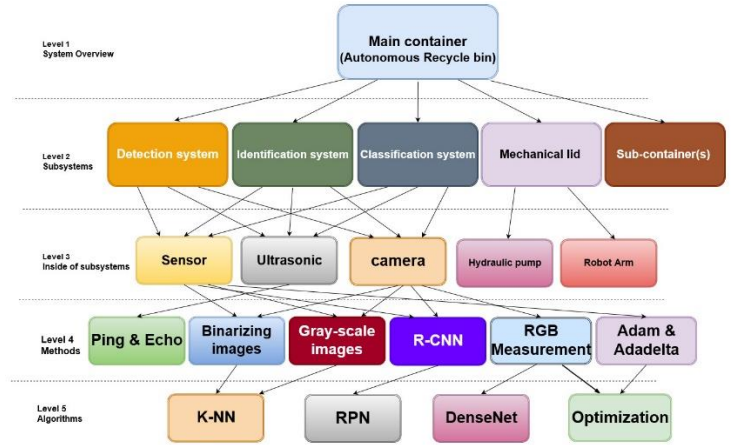 Level 1
System Overview
Main container
(Autonomous Recycle bin)
Level 2
Subsystems
Detection system
Identification system
Classification system
Mechanical lid
Sub-container(s)
Level 3
Inside of subsystems
Sensor
Ultrasonic
camera
Hydraulic pump
Robot Arm
Level 4
Methods
Ping & Echo
Binarizing
images
Gray-scale
images
R-CNN
RGB
Measurement
Adam &
Adadelta
Level 5
Algorithms
K-NN
RPN
DenseNet
Optimization